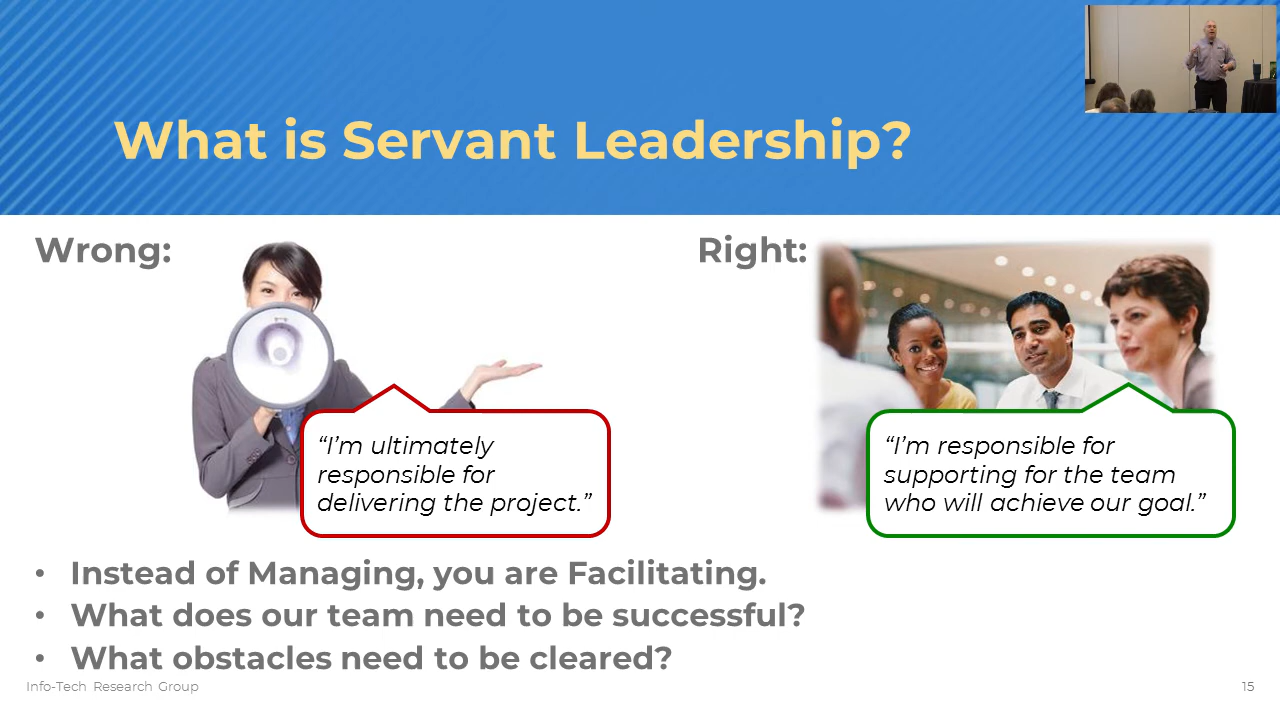 What is Servant Leadership?
Wrong:
“I’m ultimately
responsible for
delivering the project.”
Right:
“I’m responsible for
supporting for the team
who will achieve our goal.”
• Instead of Managing, you are Facilitating.
• What does our team need to be successful?
• What obstacles need to be cleared?
Info-Tech Research Group
15